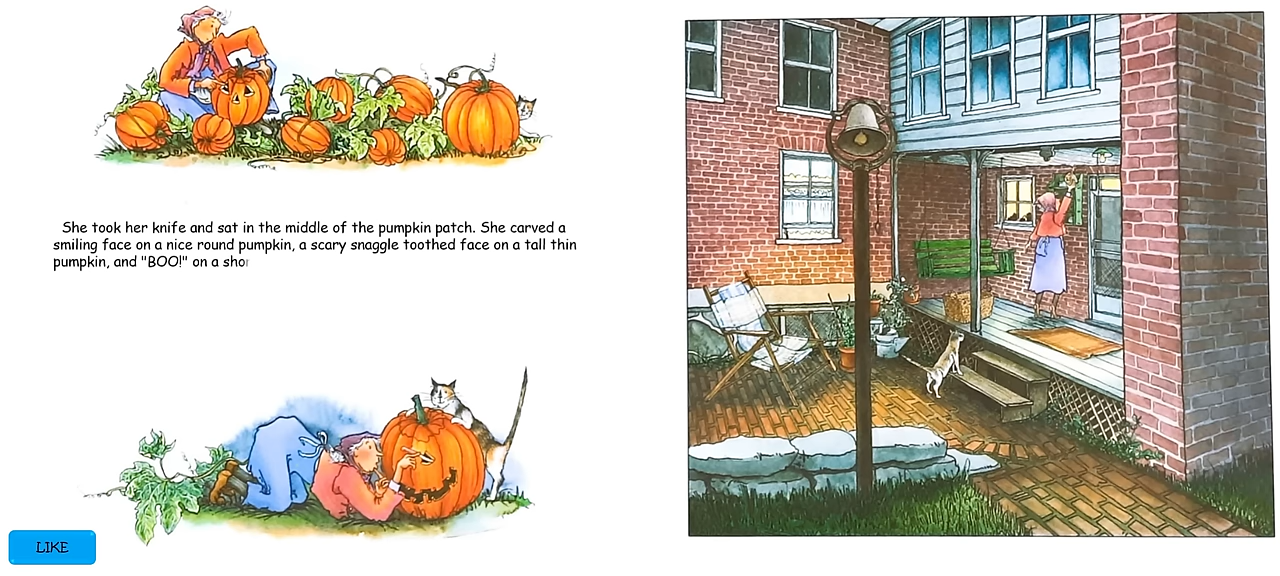 She took her knife and sat in the middle of the pumpkin patch. She carved a
smiling face on a nice round pumpkin, a scary snaggle toothed face on a tall thin
pumpkin, and "BOO!" on a
LIKE